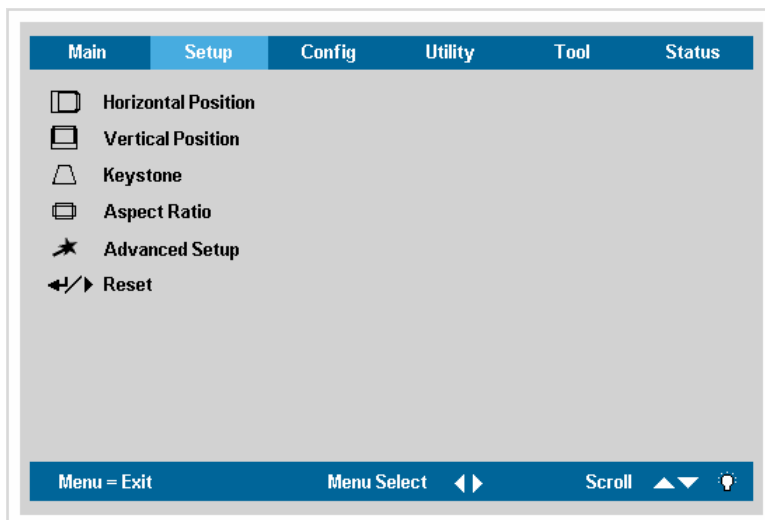 Main Setup Config Utility Tool Status
Horizontal Position
Vertical Position
Keystone
Aspect Ratio
Advanced Setup
Reset
Menu = Exit Menu Select Scroll